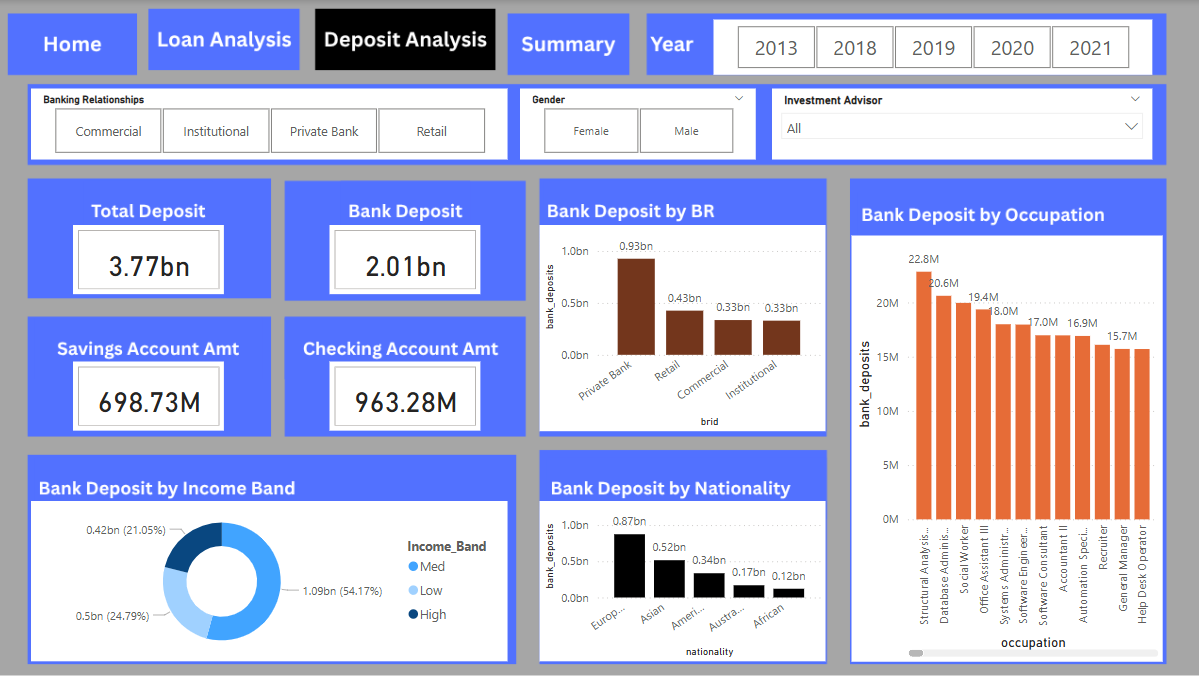 Home
Loan Analysis
Deposit Analysis
Summary
Year
2013
2018
2019
2020
2021
Banking Relationships
Commercial
Institutional
Private Bank
Retail
Gender
Female
Male
Investment Advisor
All
Total Deposit
3.77bn
Bank Deposit
2.01bn
Savings Account Amt
698.73M
Checking Account Amt
963.28M
Bank Deposit by BR
bank_deposits
1.0bn
0.5bn
0.0bn
0.93bn
0.43bn
0.33bn
0.33bn
Private Bank
Retail
Commercial
Institutional
brid
Bank Deposit by Occupation
bank_deposits
20M
15M
10M
5M
0M
22.8M
20.6M
19.4M
18.0M
17.0M
16.9M
15.7M
Structural Analysis...
Database Adminis...
Social Worker
Office Assistant III
Systems Administr...
Software Engineer...
Software Consultant
Accountant II
Automation Speci...
Recruiter
General Manager
Help Desk Operator
occupation
Bank Deposit by Income Band
0.42bn (21.05%)
0.5bn (24.79%)
1.09bn (54.17%)
Income_Band
Med
Low
High
Bank Deposit by Nationality
bank_deposits
1.0bn
0.5bn
0.0bn
0.87bn
0.52bn
0.34bn
0.17bn
0.12bn
Europ...
Asian
Ameri...
Austra...
African
nationality